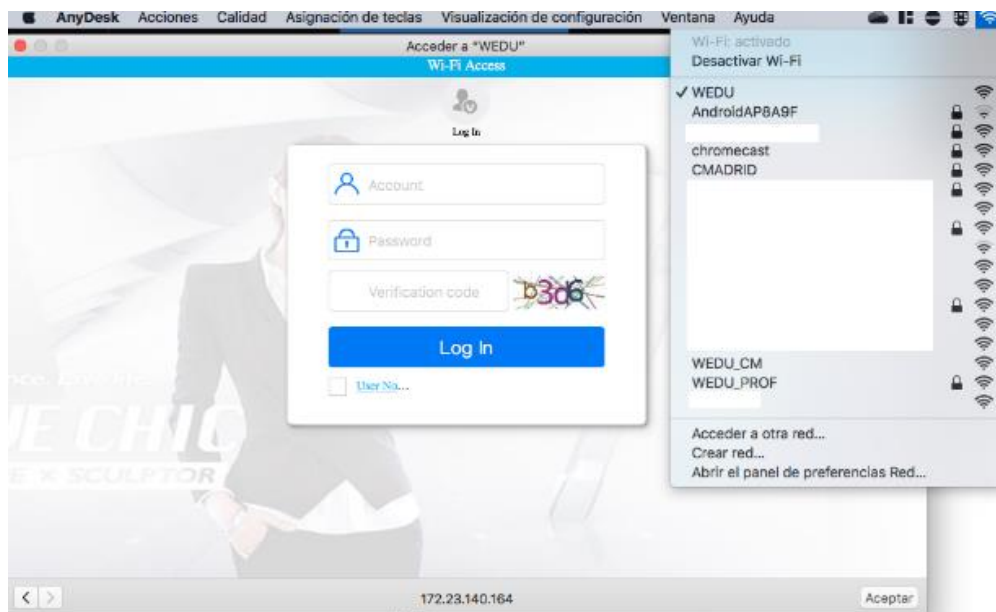 AnyDesk Acciones Calidad Asignación de teclas Visualización de configuración Ventana Ayuda
Acceder a "WEDU"
Wi-Fi Access
Log In
Account
Password
Verification code b3d6
Log In
User No...
CHIC
SCULPTOR
172.23.140.164
Aceptar
Wi-Fi: activado
Desactivar Wi-Fi
✓ WEDU
AndroidAP8A9F
chromecast
CMADRID
WEDU_CM
WEDU_PROF
Acceder a otra red...
Crear red...
Abrir el panel de preferencias Red...